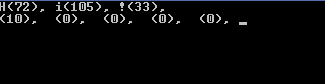 H(72), i(105), !(33),
(10),  (0),  (0),  (0),  (0), _